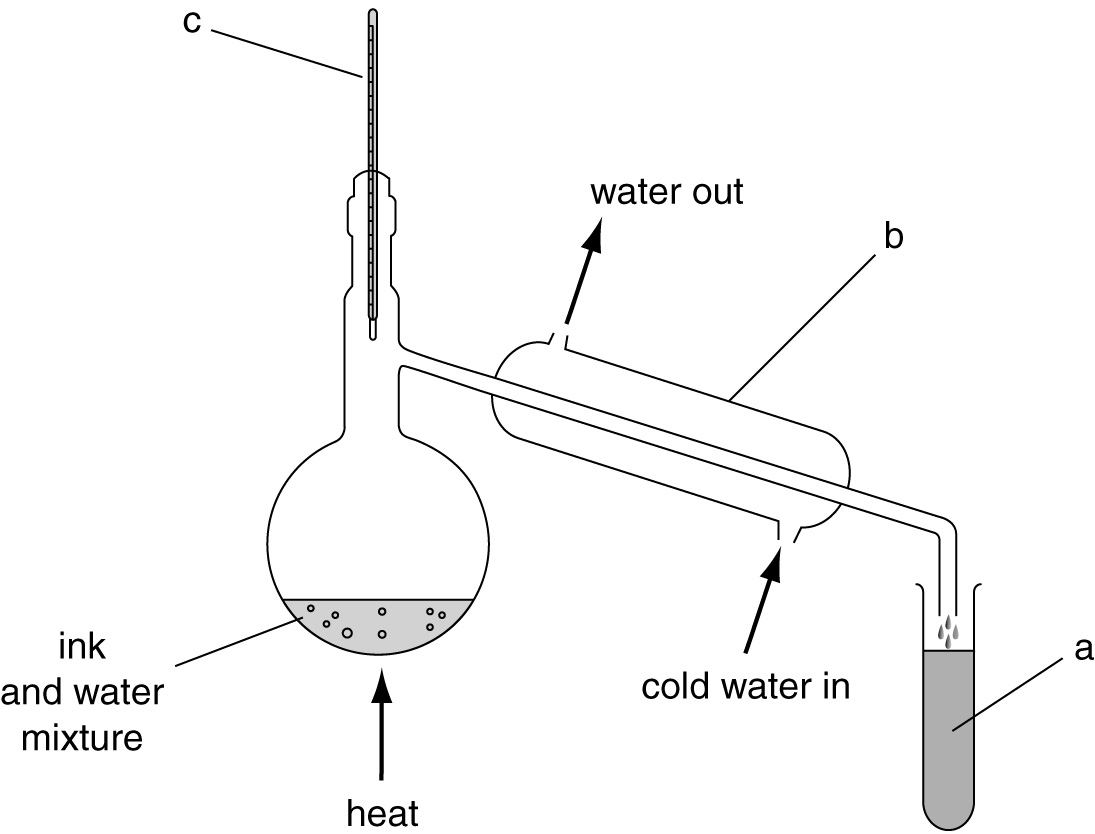 c
water out
b
ink
and water
mixture
cold water in
a
heat